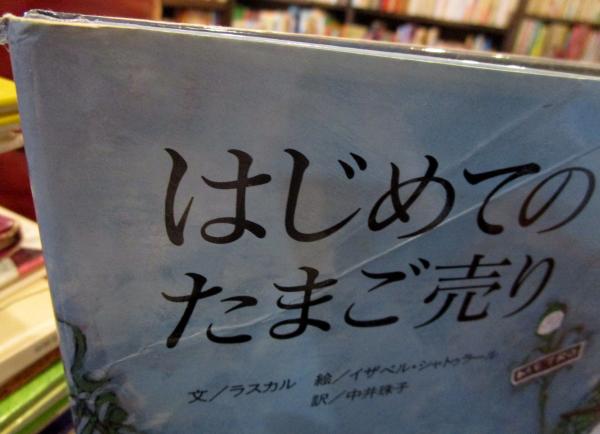 はじめての
たまご売り
文／ラスカル 絵／イザベル・シャトゥラール
訳／中井珠子
METRO